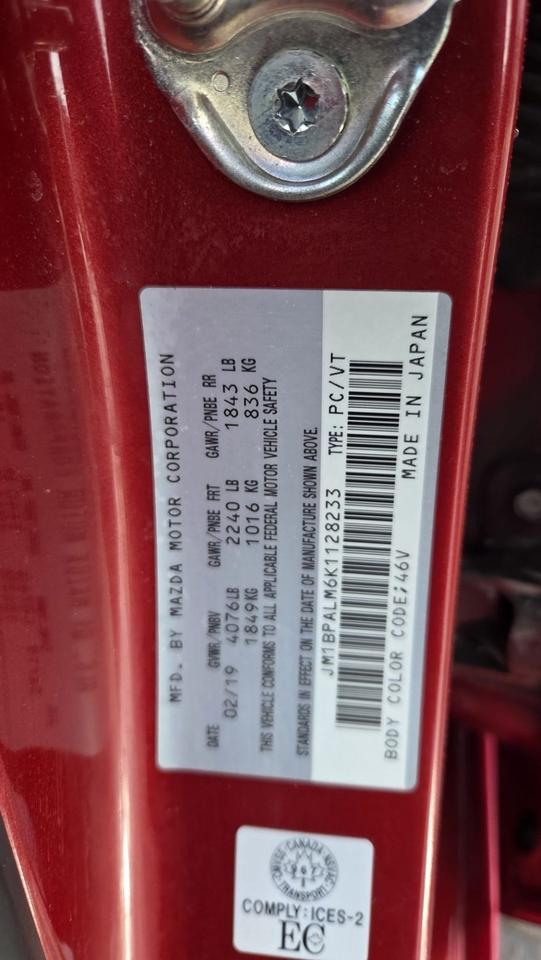 MFD. BY MAZDA MOTOR CORPORATION
DATE GVWR/PNBV GAWR/PNBE FRT GAWR/PNBE RR
02/19 4076LB 2240 LB 1843 LB
1849KG 1016 KG 836 KG
THIS VEHICLE CONFORMS TO ALL APPLICABLE FEDERAL MOTOR VEHICLE SAFETY
STANDARDS IN EFFECT ON THE DATE OF MANUFACTURE SHOWN ABOVE.
JM1BPALM6K1128233 TYPE: PC/VT
BODY COLOR CODE;46V MADE IN JAPAN
CANADA
TRANSPORT
COMPLY:ICES-2
EC